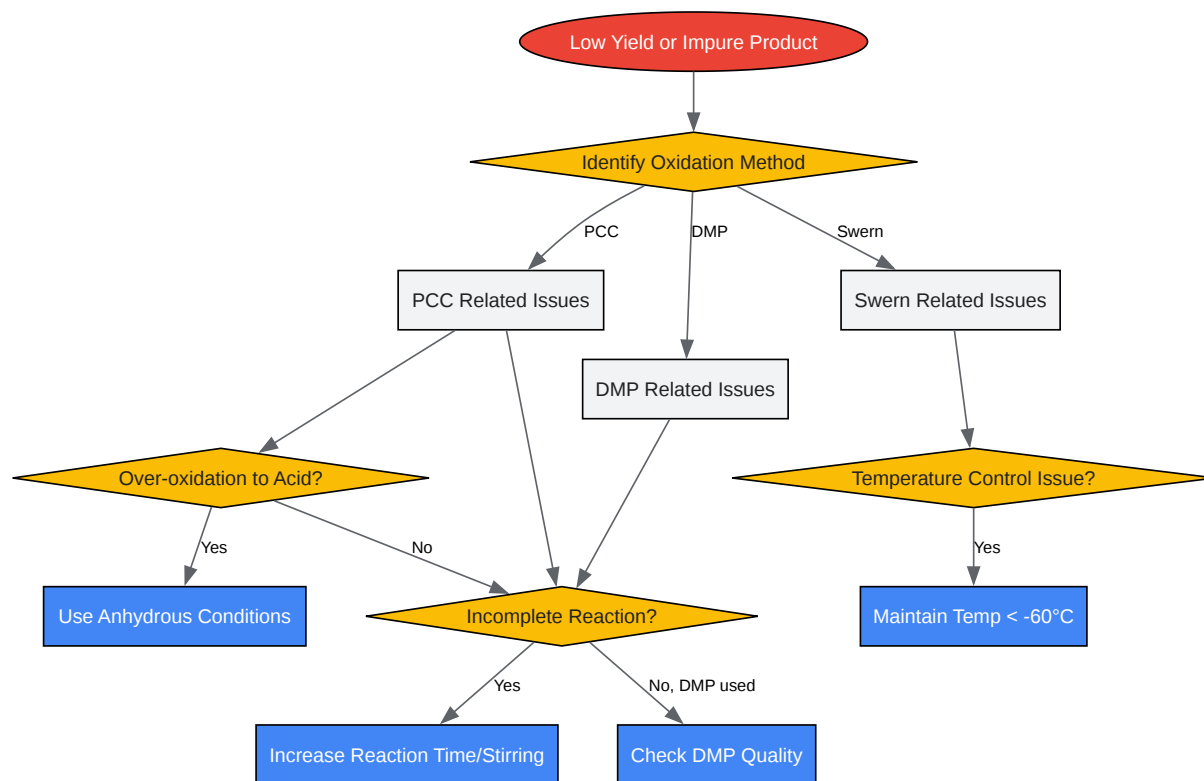 Low Yield or Impure Product
Identify Oxidation Method
PCC
DMP
Swern
PCC Related Issues
Swern Related Issues
DMP Related Issues
Over-oxidation to Acid?
Temperature Control Issue?
Yes
No
Yes
Use Anhydrous Conditions
Incomplete Reaction?
Maintain Temp < -60°C
Yes
No, DMP used
Increase Reaction Time/Stirring
Check DMP Quality